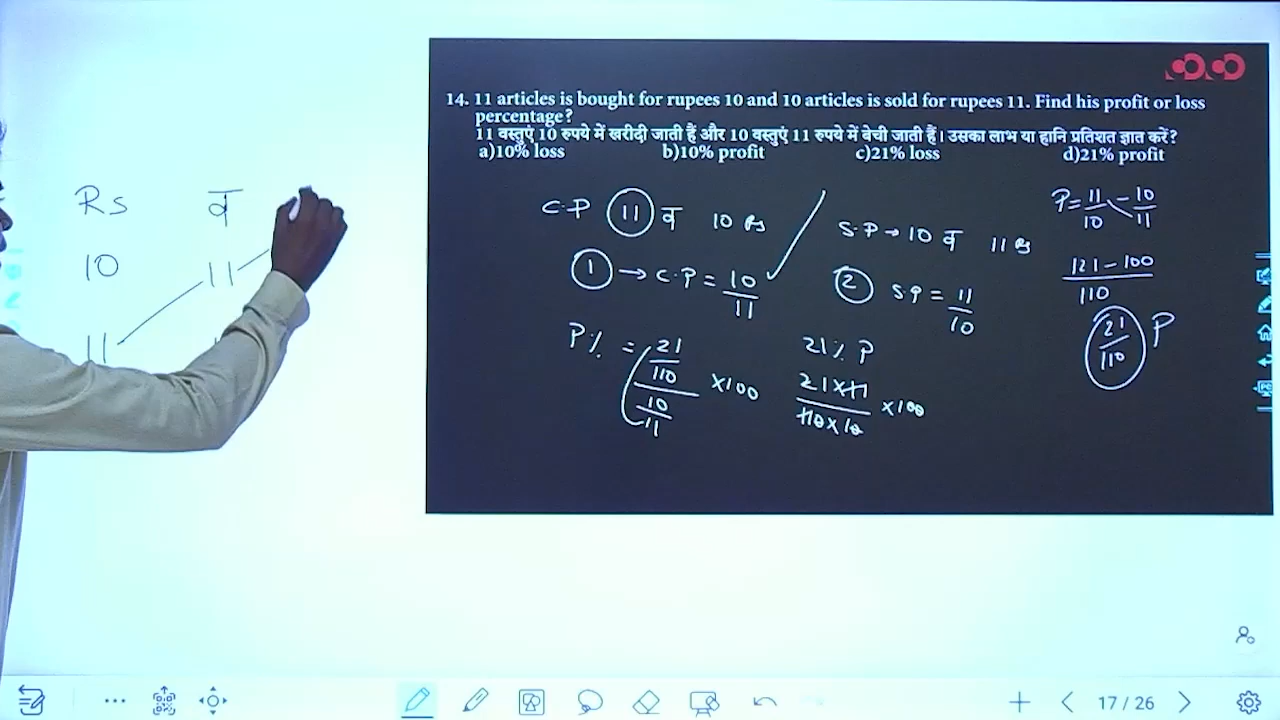 14. 11 articles is bought for rupees 10 and 10 articles is sold for rupees 11. Find his profit or loss
percentage?
11 वस्तुएं 10 रुपये में खरीदी जाती हैं और 10 वस्तुएं 11 रुपये में बेची जाती हैं। उसका लाभ या हानि प्रतिशत ज्ञात करें?
a)10% loss b)10% profit c)21% loss d)21% profit
Rs व
10 11
11
C.P 11 व 10 Rs
1 → C.P = 10/11
P% = 21/110 / 10/11 ×100
S.P → 10 व 11 Rs
2 S.P = 11/10
21% P
21×11 / 110×10 ×100
P = 11/10 - 10/11
121-100 / 110
21/110 P
17 / 26